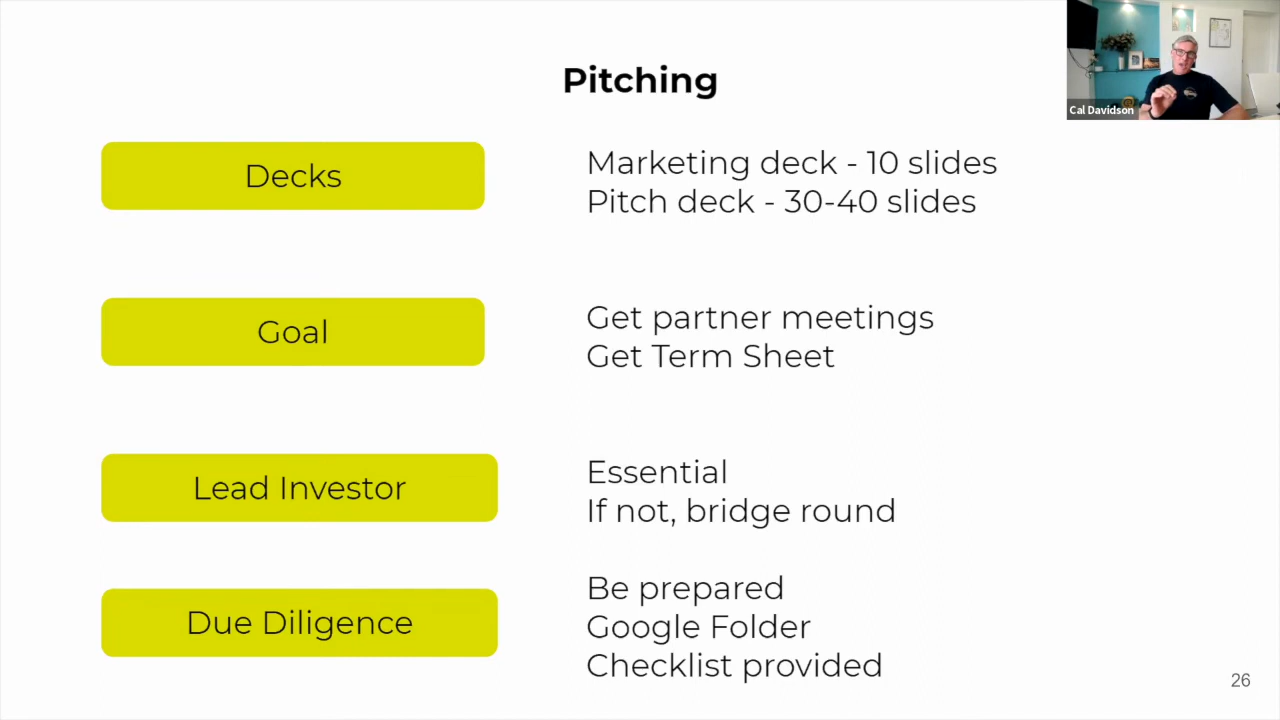 Pitching
Cal Davidson
Decks
Marketing deck - 10 slides
Pitch deck - 30-40 slides
Goal
Get partner meetings
Get Term Sheet
Lead Investor
Essential
If not, bridge round
Due Diligence
Be prepared
Google Folder
Checklist provided
26